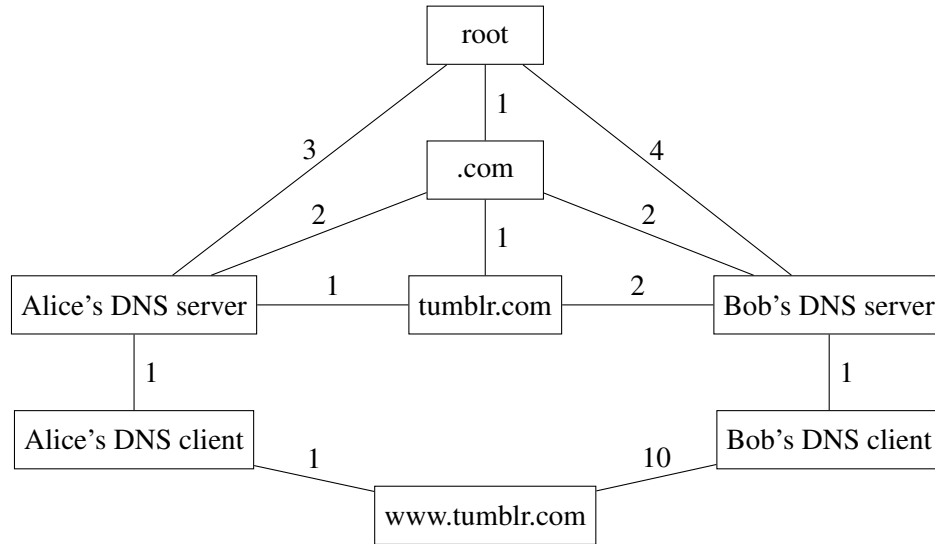 root
1
3
4
.com
2
2
1
Alice's DNS server
1
tumblr.com
2
Bob's DNS server
1
1
Alice's DNS client
Bob's DNS client
1
10
www.tumblr.com